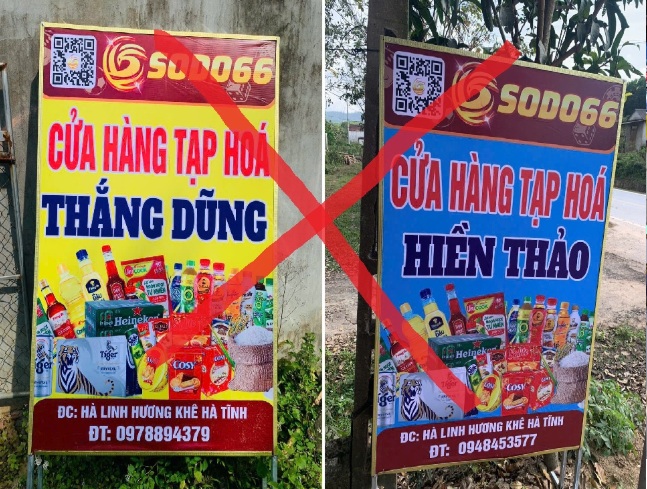 SODO66
CỬA HÀNG TẠP HOÁ
THẮNG DŨNG
Heineken
Tiger
COSY
ĐC: HÀ LINH HƯƠNG KHÊ HÀ TĨNH
ĐT: 0978894379
SODO66
CỬA HÀNG TẠP HOÁ
HIỀN THẢO
Heineken
Tiger
COSY
ĐC: HÀ LINH HƯƠNG KHÊ HÀ TĨNH
ĐT: 0948453577